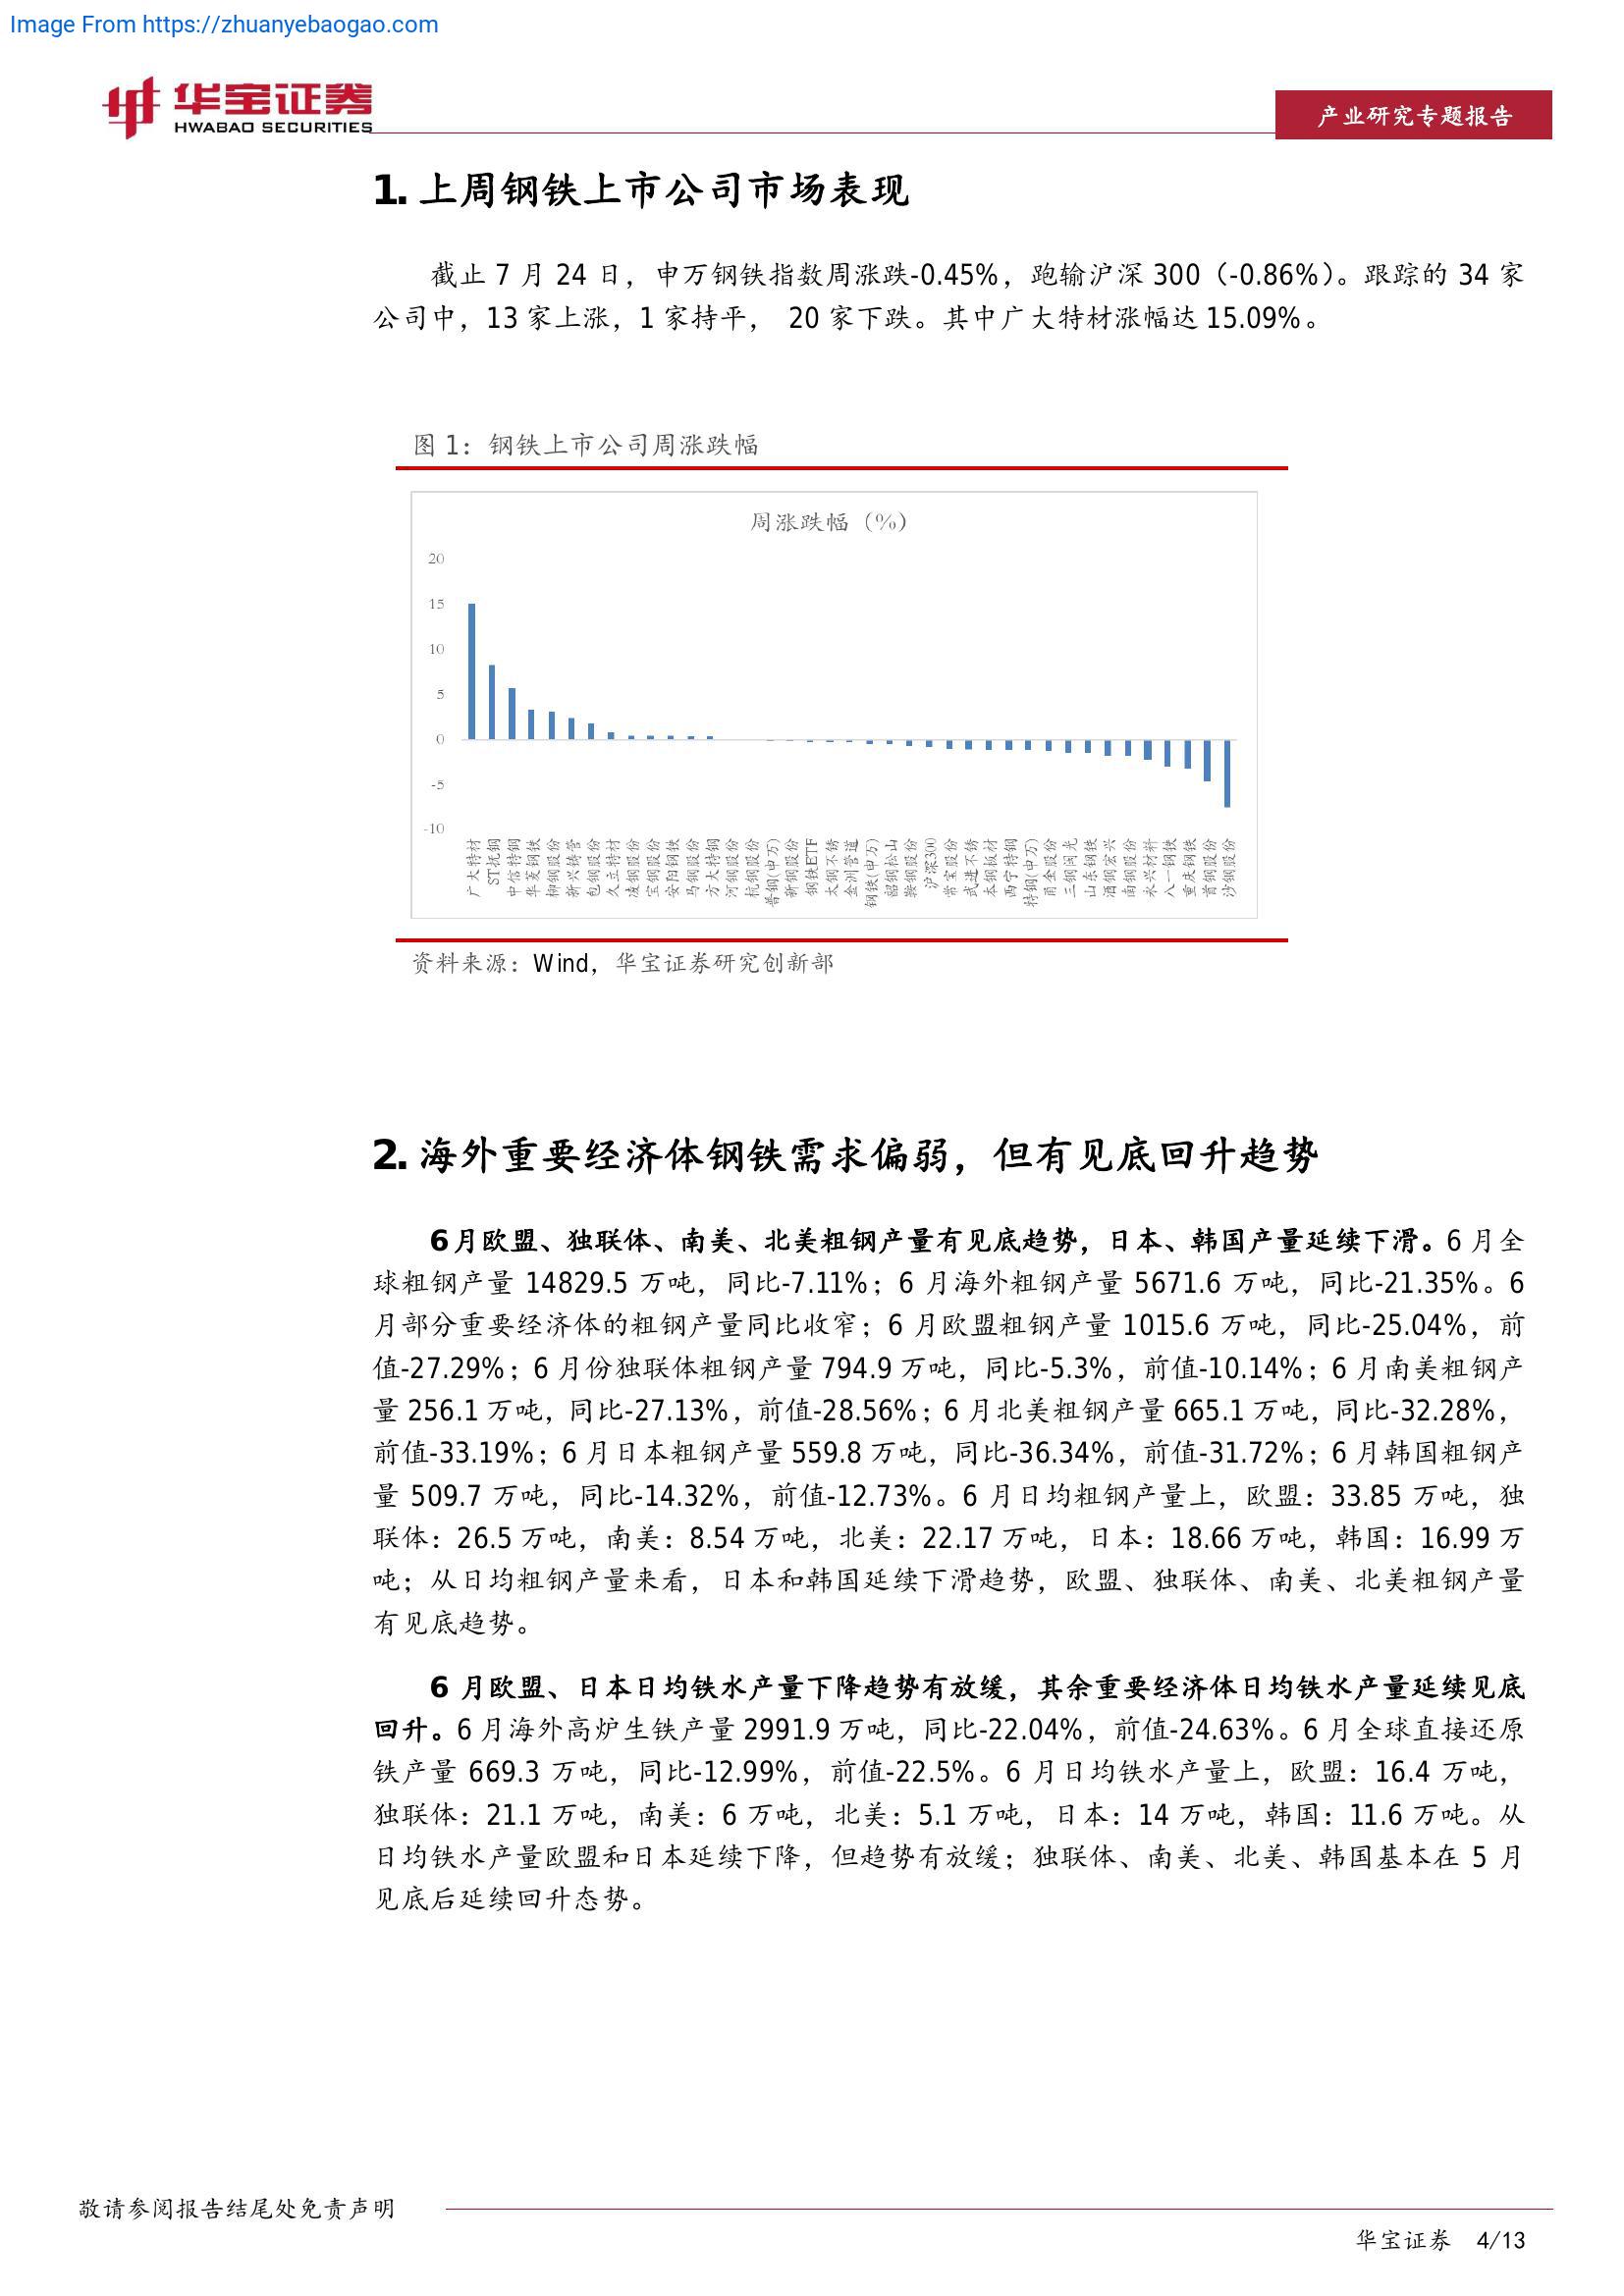 Image From https://zhuanyebaogao.com
华宝证券
HWABAO SECURITIES
产业研究专题报告
1. 上周钢铁上市公司市场表现
截止 7 月 24 日，申万钢铁指数周涨跌-0.45%，跑输沪深 300（-0.86%）。跟踪的 34 家
公司中，13 家上涨，1 家持平， 20 家下跌。其中广大特材涨幅达 15.09%。
图 1：钢铁上市公司周涨跌幅
周涨跌幅（%）
20
15
10
5
0
-5
-10
广大特材
ST抚钢
中信特钢
华菱钢铁
柳钢股份
新兴铸管
包钢股份
久立特材
凌钢股份
宝钢股份
安阳钢铁
马钢股份
方大特钢
河钢股份
杭钢股份
普钢(申万)
新钢股份
钢铁ETF
太钢不锈
金洲管道
钢铁(申万)
韶钢松山
鞍钢股份
沪深300
常宝股份
武进不锈
本钢板材
西宁特钢
特钢(申万)
甬金股份
三钢闽光
山东钢铁
酒钢宏兴
南钢股份
永兴材料
八一钢铁
重庆钢铁
首钢股份
沙钢股份
资料来源：Wind，华宝证券研究创新部
2. 海外重要经济体钢铁需求偏弱，但有见底回升趋势
6月欧盟、独联体、南美、北美粗钢产量有见底趋势，日本、韩国产量延续下滑。6 月全
球粗钢产量 14829.5 万吨，同比-7.11%；6 月海外粗钢产量 5671.6 万吨，同比-21.35%。6
月部分重要经济体的粗钢产量同比收窄；6 月欧盟粗钢产量 1015.6 万吨，同比-25.04%，前
值-27.29%；6 月份独联体粗钢产量 794.9 万吨，同比-5.3%，前值-10.14%；6 月南美粗钢产
量 256.1 万吨，同比-27.13%，前值-28.56%；6 月北美粗钢产量 665.1 万吨，同比-32.28%，
前值-33.19%；6 月日本粗钢产量 559.8 万吨，同比-36.34%，前值-31.72%；6 月韩国粗钢产
量 509.7 万吨，同比-14.32%，前值-12.73%。6 月日均粗钢产量上，欧盟：33.85 万吨，独
联体：26.5 万吨，南美：8.54 万吨，北美：22.17 万吨，日本：18.66 万吨，韩国：16.99 万
吨；从日均粗钢产量来看，日本和韩国延续下滑趋势，欧盟、独联体、南美、北美粗钢产量
有见底趋势。
6 月欧盟、日本日均铁水产量下降趋势有放缓，其余重要经济体日均铁水产量延续见底
回升。6 月海外高炉生铁产量 2991.9 万吨，同比-22.04%，前值-24.63%。6 月全球直接还原
铁产量 669.3 万吨，同比-12.99%，前值-22.5%。6 月日均铁水产量上，欧盟：16.4 万吨，
独联体：21.1 万吨，南美：6 万吨，北美：5.1 万吨，日本：14 万吨，韩国：11.6 万吨。从
日均铁水产量欧盟和日本延续下降，但趋势有放缓；独联体、南美、北美、韩国基本在 5 月
见底后延续回升态势。
敬请参阅报告结尾处免责声明
华宝证券 4/13